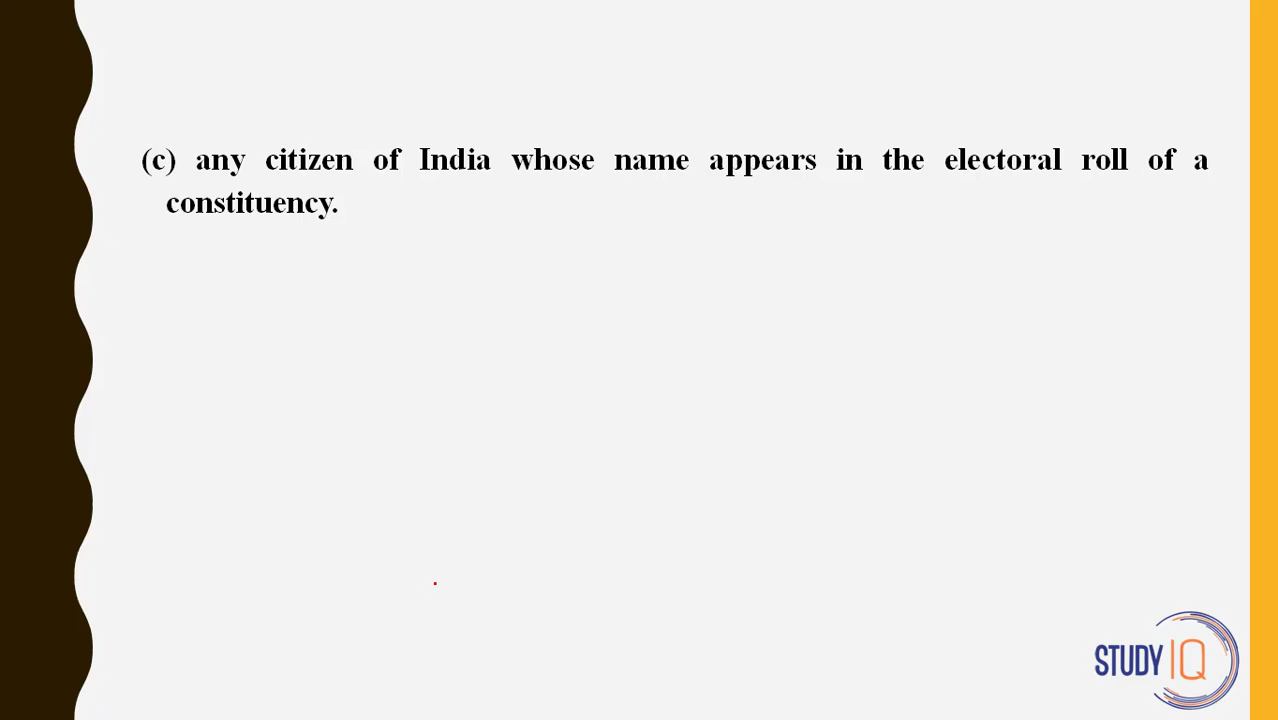 (c) any citizen of India whose name appears in the electoral roll of a
constituency.
STUDY IQ